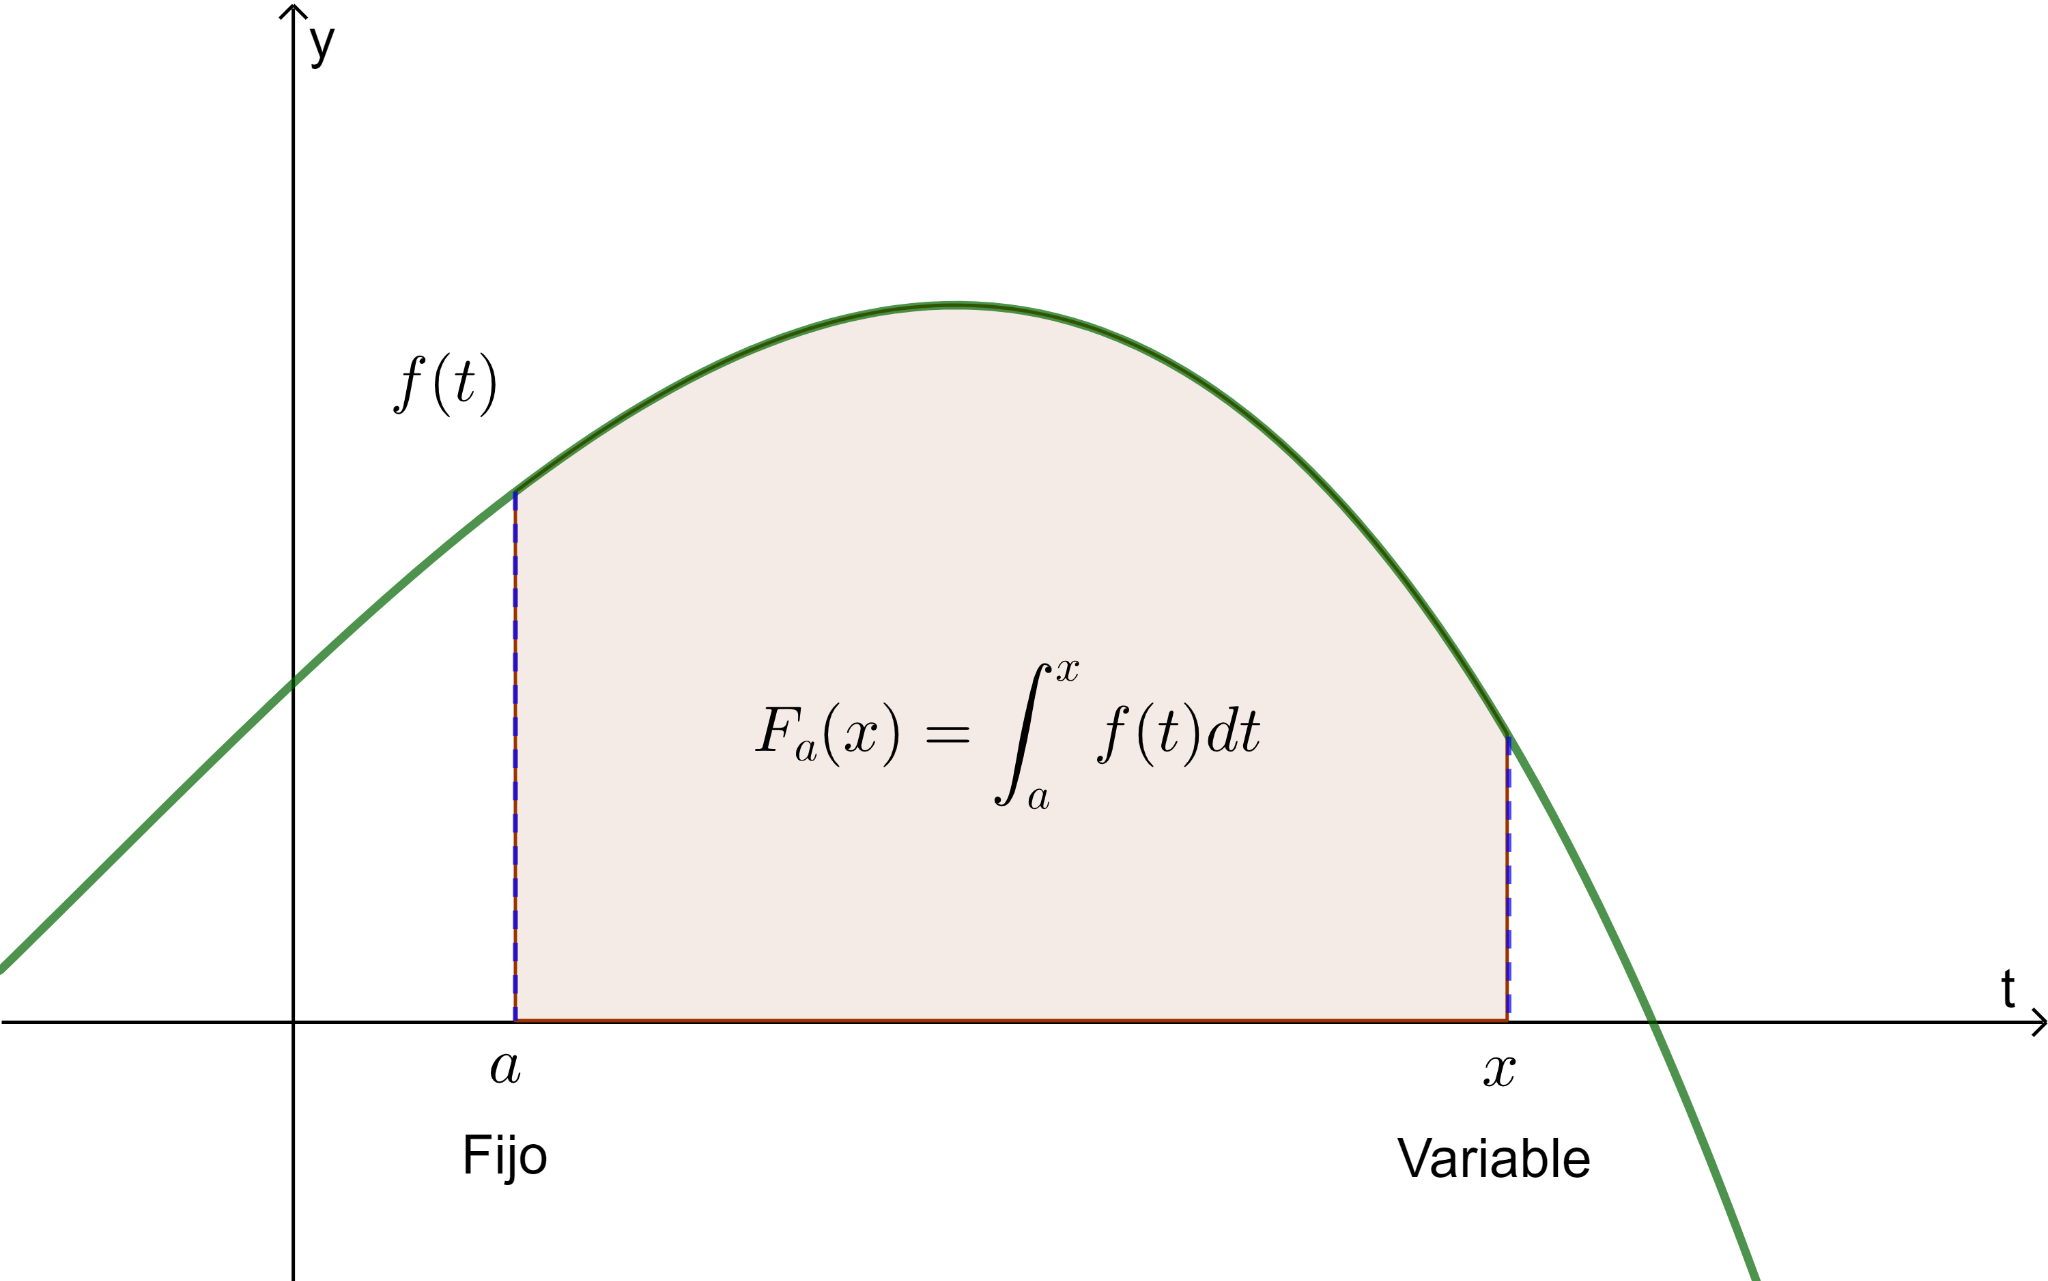 y
f(t)
F_a(x) = ∫_a^x f(t)dt
t
a
x
Fijo
Variable